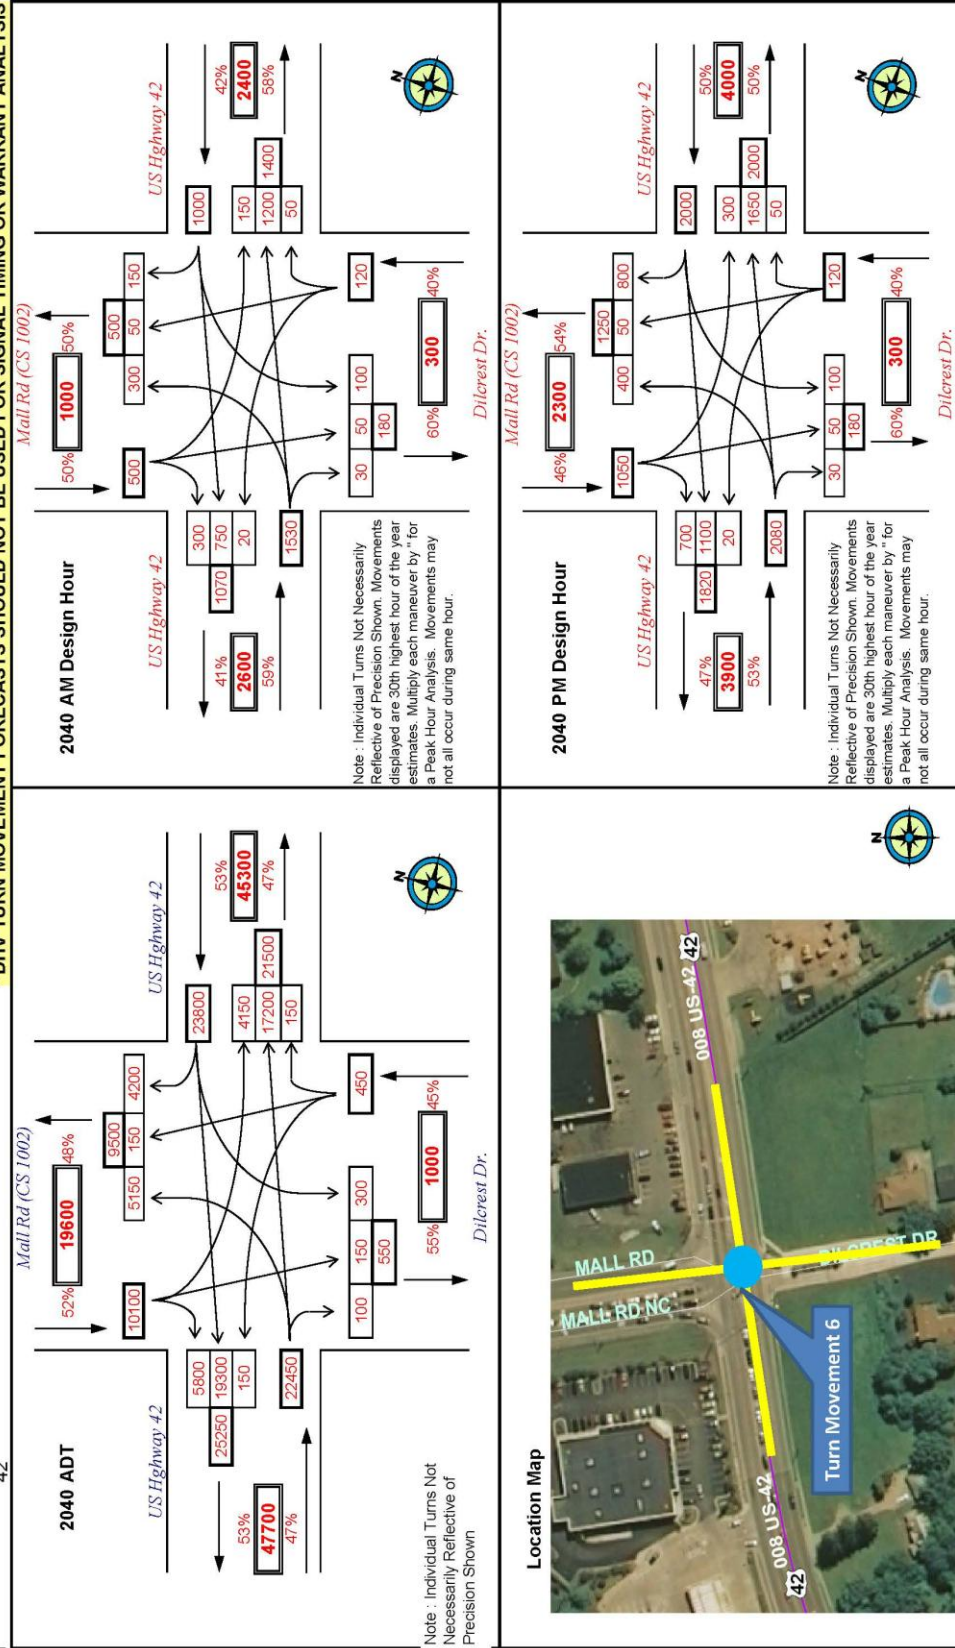 42
DHV TURN MOVEMENT FORECASTS SHOULD NOT BE USED FOR SIGNAL TIMING OR WARRANT ANALYSIS
2040 ADT
Mall Rd (CS 1002)
52%
19600
48%
10100
9500
5150
150
4200
US Hghway 42
US Hghway 42
5800
19300
150
25250
53%
47700
47%
22450
23800
53%
45300
47%
4150
17200
150
21500
100
150
300
550
450
55%
1000
45%
Dilcrest Dr.
N
Note : Individual Turns Not
Necessarily Reflective of
Precision Shown
2040 AM Design Hour
Mall Rd (CS 1002)
50%
1000
50%
500
500
300
50
150
US Hghway 42
US Hghway 42
300
750
20
1070
41%
2600
59%
1530
1000
42%
2400
58%
150
1200
50
1400
30
50
100
180
120
60%
300
40%
Dilcrest Dr.
N
Note : Individual Turns Not Necessarily
Reflective of Precision Shown. Movements
displayed are 30th highest hour of the year
estimates. Multiply each maneuver by " for
a Peak Hour Analysis. Movements may
not all occur during same hour.
Location Map
MALL RD
MALL RD NC
DILCREST DR
008 US-42
42
008 US-42
42
Turn Movement 6
N
2040 PM Design Hour
Mall Rd (CS 1002)
46%
2300
54%
1050
1250
400
50
800
US Hghway 42
US Hghway 42
700
1100
20
1820
47%
3900
53%
2080
2000
50%
4000
50%
300
1650
50
2000
30
50
100
180
120
60%
300
40%
Dilcrest Dr.
N
Note : Individual Turns Not Necessarily
Reflective of Precision Shown. Movements
displayed are 30th highest hour of the year
estimates. Multiply each maneuver by " for
a Peak Hour Analysis. Movements may
not all occur during same hour.